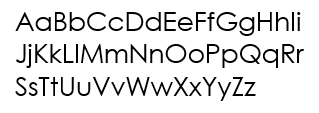 AaBbCcDdEeFfGgHhIi
JjKkLlMmNnOoPpQqRr
SsTtUuVvWwXxYyZz